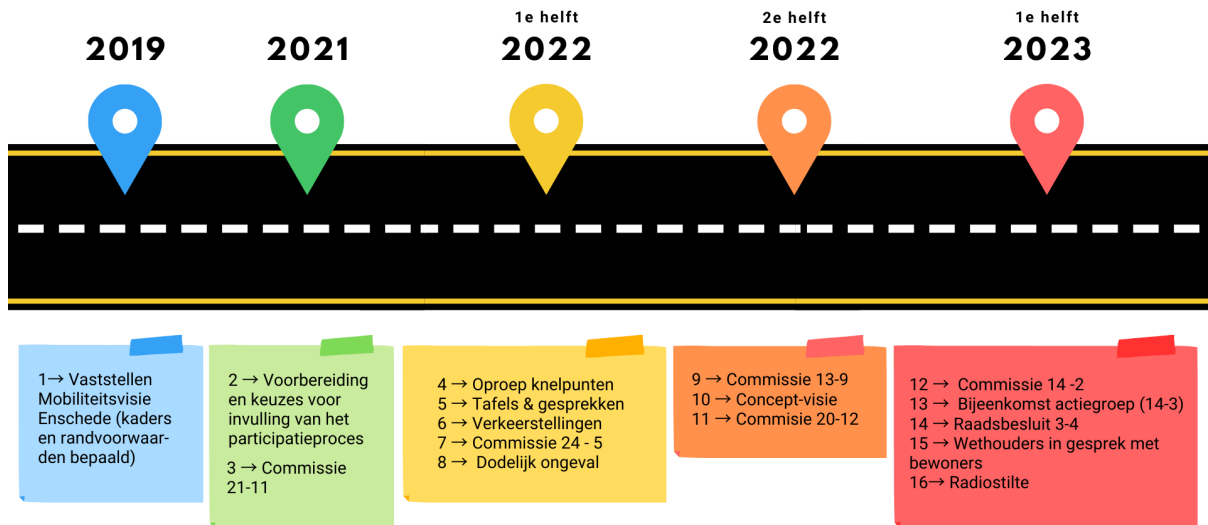 1e helft
2e helft
1e helft
2019
2021
2022
2022
2023
1→ Vaststellen
Mobiliteitsvisie
Enschede (kaders
en randvoorwaar-
den bepaald)
2 → Voorbereiding
en keuzes voor
invulling van het
participatieproces
3 → Commissie
21-11
4 → Oproep knelpunten
5 → Tafels & gesprekken
6 → Verkeerstellingen
7 → Commissie 24 - 5
8 → Dodelijk ongeval
9 → Commissie 13-9
10 → Concept-visie
11 → Commisie 20-12
12 → Commissie 14 -2
13 → Bijeenkomst actiegroep (14-3)
14 → Raadsbesluit 3-4
15 → Wethouders in gesprek met
bewoners
16→ Radiostilte